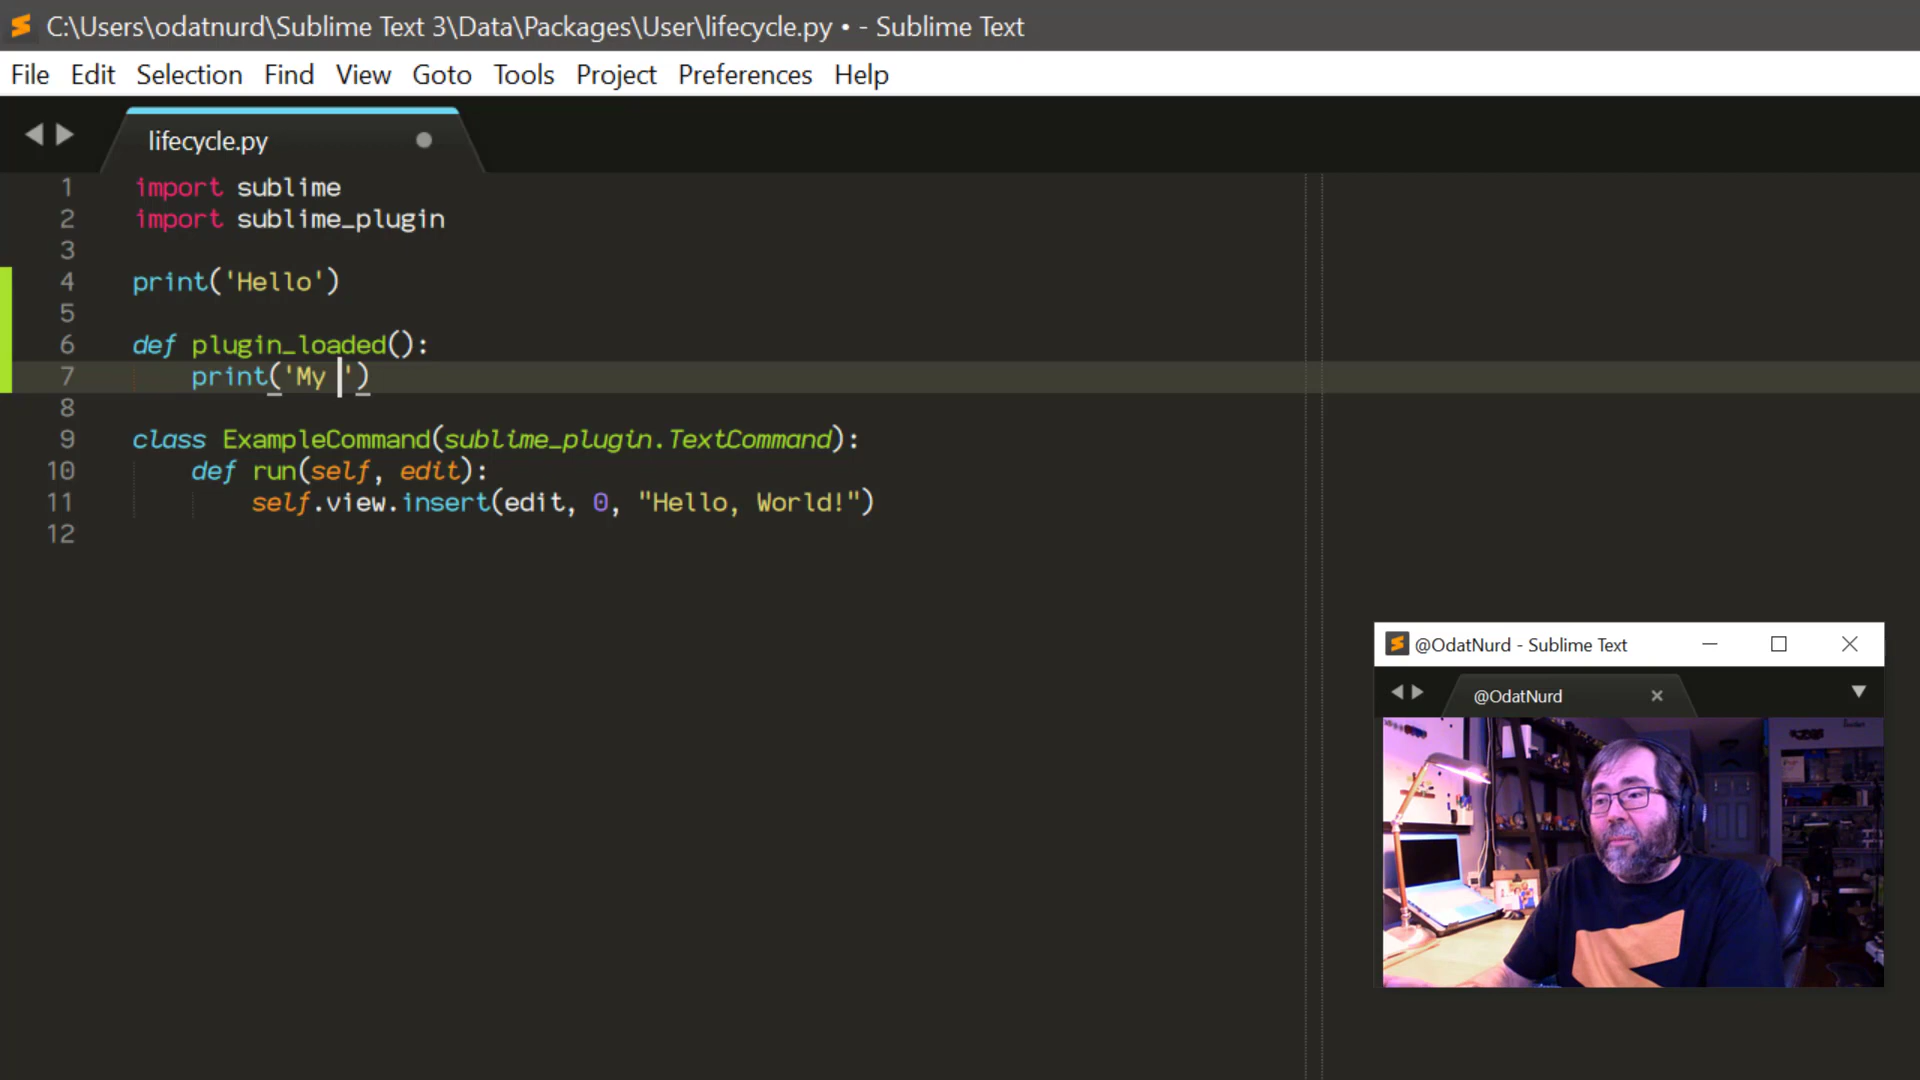 C:\Users\odatnurd\Sublime Text 3\Data\Packages\User\lifecycle.py • - Sublime Text
File Edit Selection Find View Goto Tools Project Preferences Help
lifecycle.py
1 import sublime
2 import sublime_plugin
3
4 print('Hello')
5
6 def plugin_loaded():
7 print('My ')
8
9 class ExampleCommand(sublime_plugin.TextCommand):
10 def run(self, edit):
11 self.view.insert(edit, 0, "Hello, World!")
12
@OdatNurd - Sublime Text
@OdatNurd